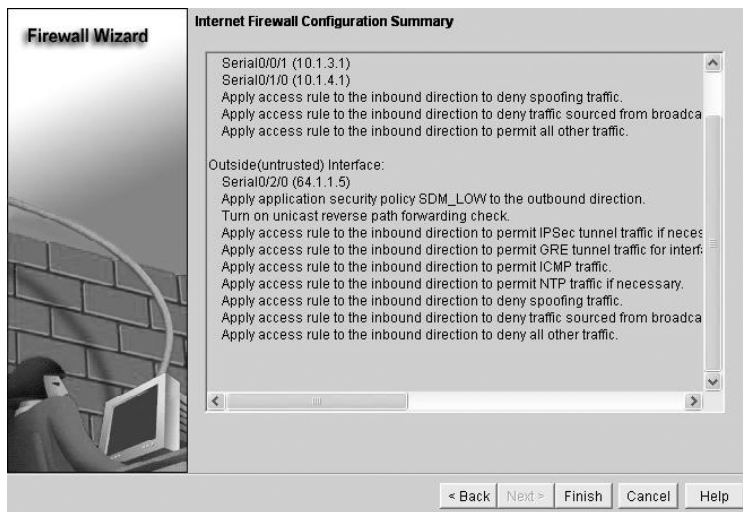 Firewall Wizard
Internet Firewall Configuration Summary
Serial0/0/1 (10.1.3.1)
Serial0/1/0 (10.1.4.1)
Apply access rule to the inbound direction to deny spoofing traffic.
Apply access rule to the inbound direction to deny traffic sourced from broadca
Apply access rule to the inbound direction to permit all other traffic.
Outside(untrusted) Interface:
Serial0/2/0 (64.1.1.5)
Apply application security policy SDM_LOW to the outbound direction.
Turn on unicast reverse path forwarding check.
Apply access rule to the inbound direction to permit IPSec tunnel traffic if neces
Apply access rule to the inbound direction to permit GRE tunnel traffic for interf
Apply access rule to the inbound direction to permit ICMP traffic.
Apply access rule to the inbound direction to permit NTP traffic if necessary.
Apply access rule to the inbound direction to deny spoofing traffic.
Apply access rule to the inbound direction to deny traffic sourced from broadca
Apply access rule to the inbound direction to deny all other traffic.
< Back Next > Finish Cancel Help